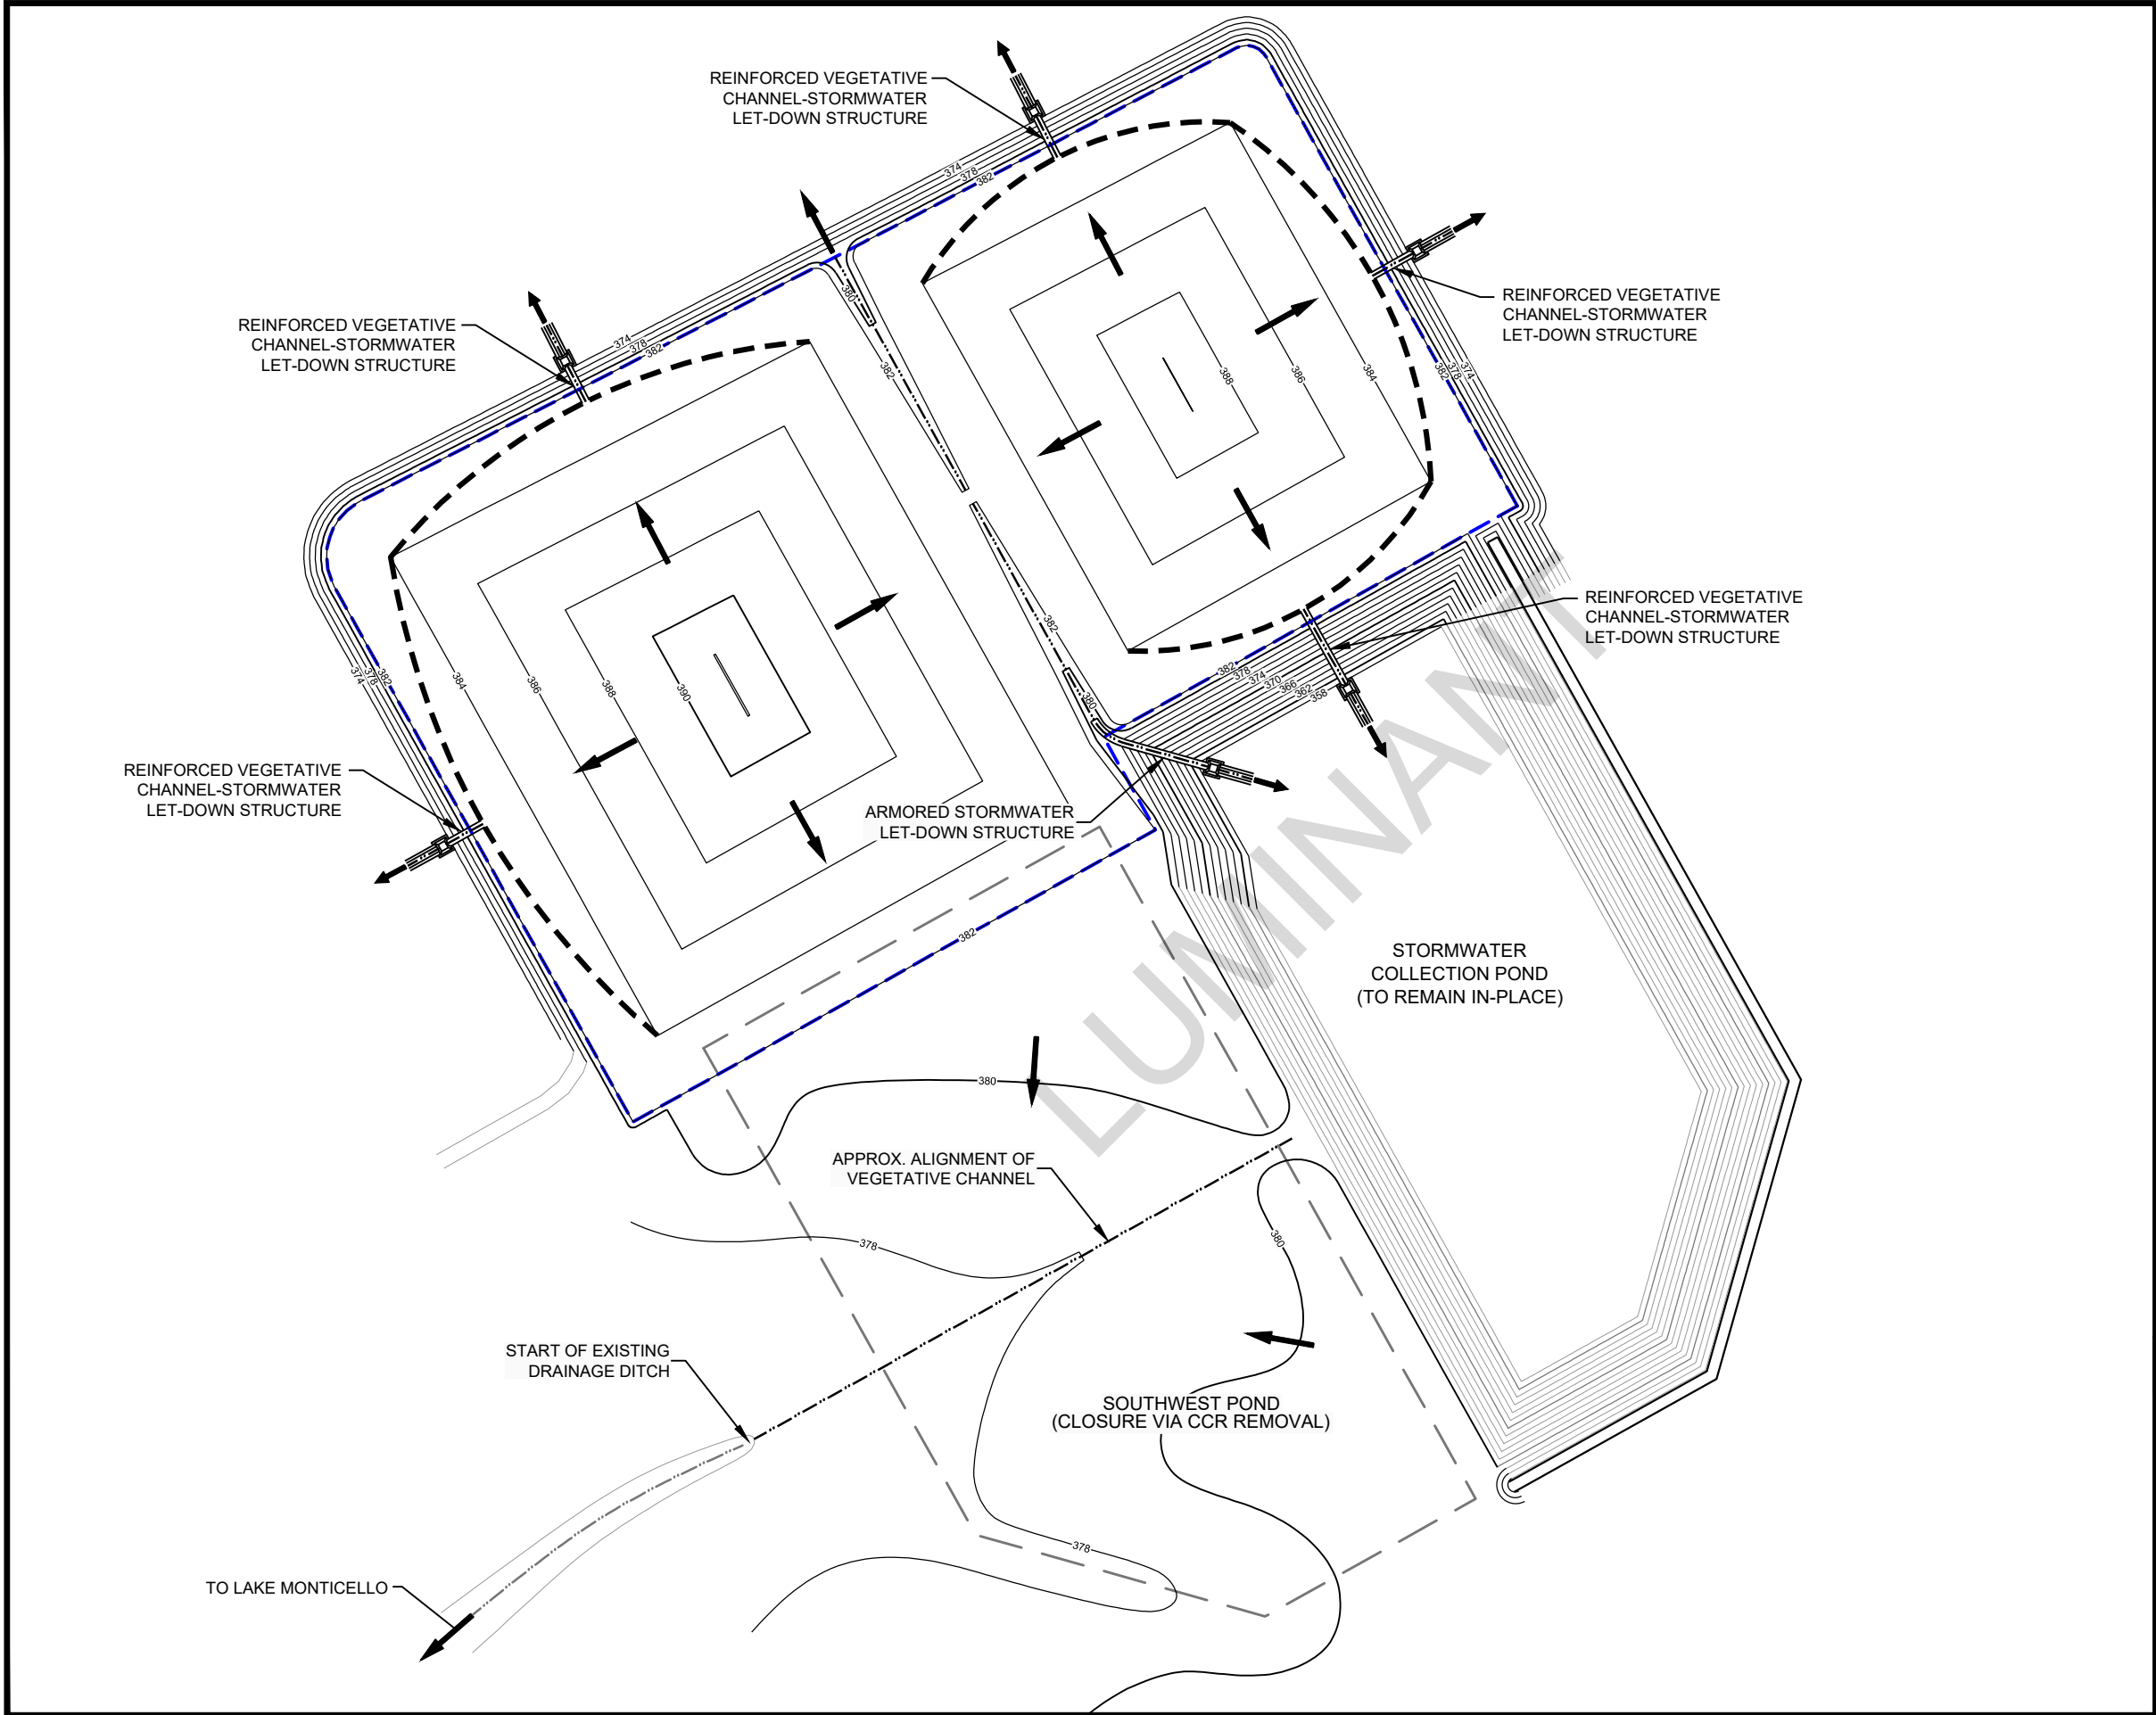 REINFORCED VEGETATIVE
CHANNEL-STORMWATER
LET-DOWN STRUCTURE
374
378
382
REINFORCED VEGETATIVE
CHANNEL-STORMWATER
LET-DOWN STRUCTURE
374
378
382
380
382
388
386
384
382
378
374
REINFORCED VEGETATIVE
CHANNEL-STORMWATER
LET-DOWN STRUCTURE
REINFORCED VEGETATIVE
CHANNEL-STORMWATER
LET-DOWN STRUCTURE
382
380
382
378
374
370
366
362
358
374
378
382
384
386
388
390
REINFORCED VEGETATIVE
CHANNEL-STORMWATER
LET-DOWN STRUCTURE
ARMORED STORMWATER
LET-DOWN STRUCTURE
LUMINANT
382
STORMWATER
COLLECTION POND
(TO REMAIN IN-PLACE)
380
APPROX. ALIGNMENT OF
VEGETATIVE CHANNEL
378
380
START OF EXISTING
DRAINAGE DITCH
SOUTHWEST POND
(CLOSURE VIA CCR REMOVAL)
378
TO LAKE MONTICELLO